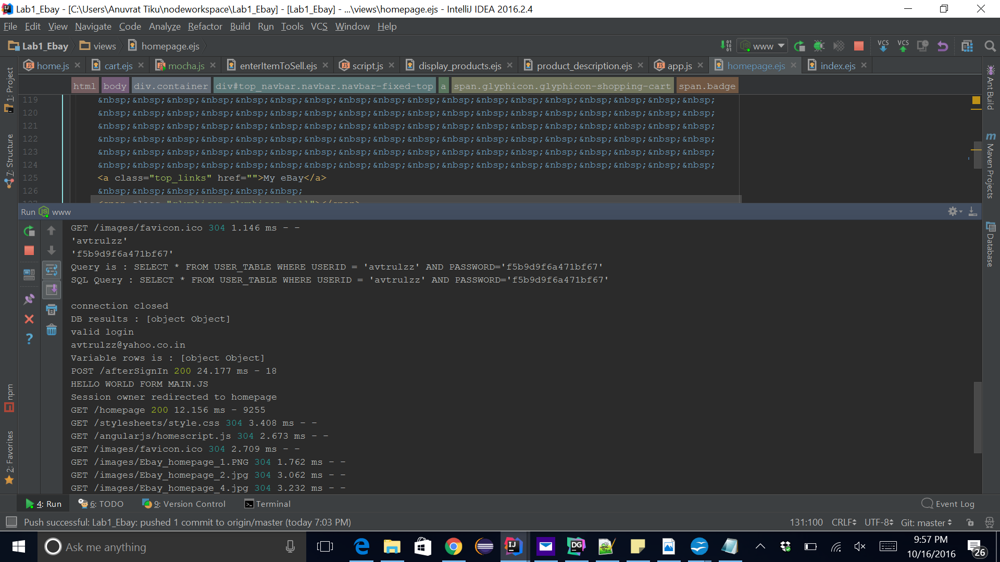 Lab1_Ebay - [C:\Users\Anuvrat Tiku\nodeworkspace\Lab1_Ebay] - [Lab1_Ebay] - ...\views\homepage.ejs - IntelliJ IDEA 2016.2.4
File Edit View Navigate Code Analyze Refactor Build Run Tools VCS Window Help
Lab1_Ebay views homepage.ejs www VCS VCS
home.js cart.ejs mocha.js enterItemToSell.ejs script.js display_products.ejs product_description.ejs app.js homepage.ejs index.ejs
html body div.container div#top_navbar.navbar.navbar-fixed-top a span.glyphicon.glyphicon-shopping-cart span.badge
119 &nbsp;&nbsp;&nbsp;&nbsp;&nbsp;&nbsp;&nbsp;&nbsp;&nbsp;&nbsp;&nbsp;&nbsp;&nbsp;&nbsp;&nbsp;&nbsp;&nbsp;&nbsp;
120 &nbsp;&nbsp;&nbsp;&nbsp;&nbsp;&nbsp;&nbsp;&nbsp;&nbsp;&nbsp;&nbsp;&nbsp;&nbsp;&nbsp;&nbsp;&nbsp;&nbsp;&nbsp;
121 &nbsp;&nbsp;&nbsp;&nbsp;&nbsp;&nbsp;&nbsp;&nbsp;&nbsp;&nbsp;&nbsp;&nbsp;&nbsp;&nbsp;&nbsp;&nbsp;&nbsp;&nbsp;
122 &nbsp;&nbsp;&nbsp;&nbsp;&nbsp;&nbsp;&nbsp;&nbsp;&nbsp;&nbsp;&nbsp;&nbsp;&nbsp;&nbsp;&nbsp;&nbsp;&nbsp;&nbsp;
123 &nbsp;&nbsp;&nbsp;&nbsp;&nbsp;&nbsp;&nbsp;&nbsp;&nbsp;&nbsp;&nbsp;&nbsp;&nbsp;&nbsp;&nbsp;&nbsp;&nbsp;&nbsp;
124 &nbsp;&nbsp;&nbsp;&nbsp;&nbsp;&nbsp;&nbsp;&nbsp;&nbsp;&nbsp;&nbsp;&nbsp;&nbsp;&nbsp;&nbsp;&nbsp;&nbsp;&nbsp;
125 <a class="top_links" href="">My eBay</a>
126 &nbsp;&nbsp;&nbsp;&nbsp;&nbsp;&nbsp;
Run www
GET /images/favicon.ico 304 1.146 ms - -
'avtrulzz'
'f5b9d9f6a471bf67'
Query is : SELECT * FROM USER_TABLE WHERE USERID = 'avtrulzz' AND PASSWORD='f5b9d9f6a471bf67'
SQL Query : SELECT * FROM USER_TABLE WHERE USERID = 'avtrulzz' AND PASSWORD='f5b9d9f6a471bf67'
connection closed
DB results : [object Object]
valid login
avtrulzz@yahoo.co.in
Variable rows is : [object Object]
POST /afterSignIn 200 24.177 ms - 18
HELLO WORLD FORM MAIN.JS
Session owner redirected to homepage
GET /homepage 200 12.156 ms - 9255
GET /stylesheets/style.css 304 3.408 ms - -
GET /angularjs/homescript.js 304 2.673 ms - -
GET /images/favicon.ico 304 2.709 ms - -
GET /images/Ebay_homepage_1.PNG 304 1.762 ms - -
GET /images/Ebay_homepage_2.jpg 304 3.062 ms - -
GET /images/Ebay_homepage_4.jpg 304 3.232 ms - -
1: Project
7: Structure
npm
2: Favorites
Ant Build
Maven Projects
Database
4: Run 6: TODO 9: Version Control Terminal Event Log
Push successful: Lab1_Ebay: pushed 1 commit to origin/master (today 7:03 PM) 131:100 CRLF UTF-8 Git: master
Ask me anything
9:57 PM
10/16/2016
26